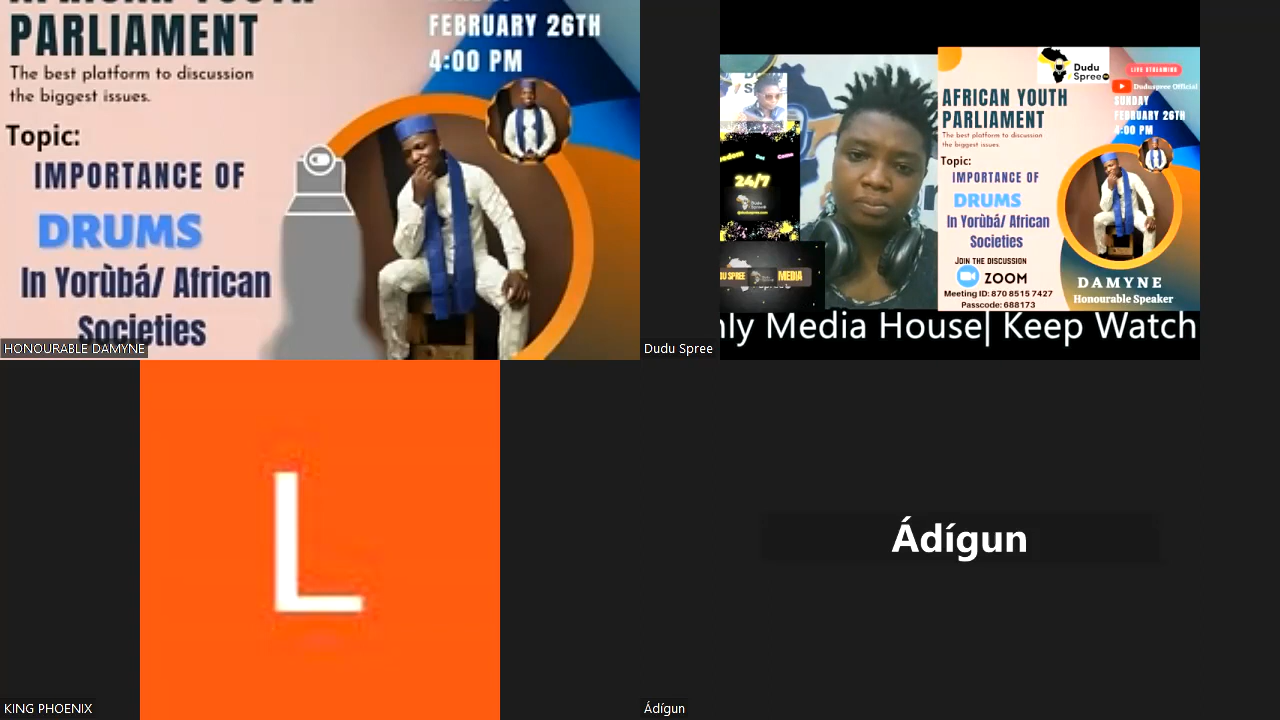 AFRICAN YOUTH
PARLIAMENT
The best platform to discussion
the biggest issues.
FEBRUARY 26TH
4:00 PM
Topic:
IMPORTANCE OF
DRUMS
In Yorùbá/ African
Societies
HONOURABLE DAMYNE
24/7
Dudu
Spree
LIVE STREAMING
Duduspree Official
AFRICAN YOUTH
PARLIAMENT
The best platform to discussion
the biggest issues.
SUNDAY
FEBRUARY 26TH
4:00 PM
Topic:
IMPORTANCE OF
DRUMS
In Yorùbá/ African
Societies
JOIN THE DISCUSSION
ZOOM
Meeting ID: 870 8515 7427
Passcode: 688173
DAMYNE
Honourable Speaker
MEDIA
nly Media House| Keep Watch
Dudu Spree
L
KING PHOENIX
Ádígun
Ádígun